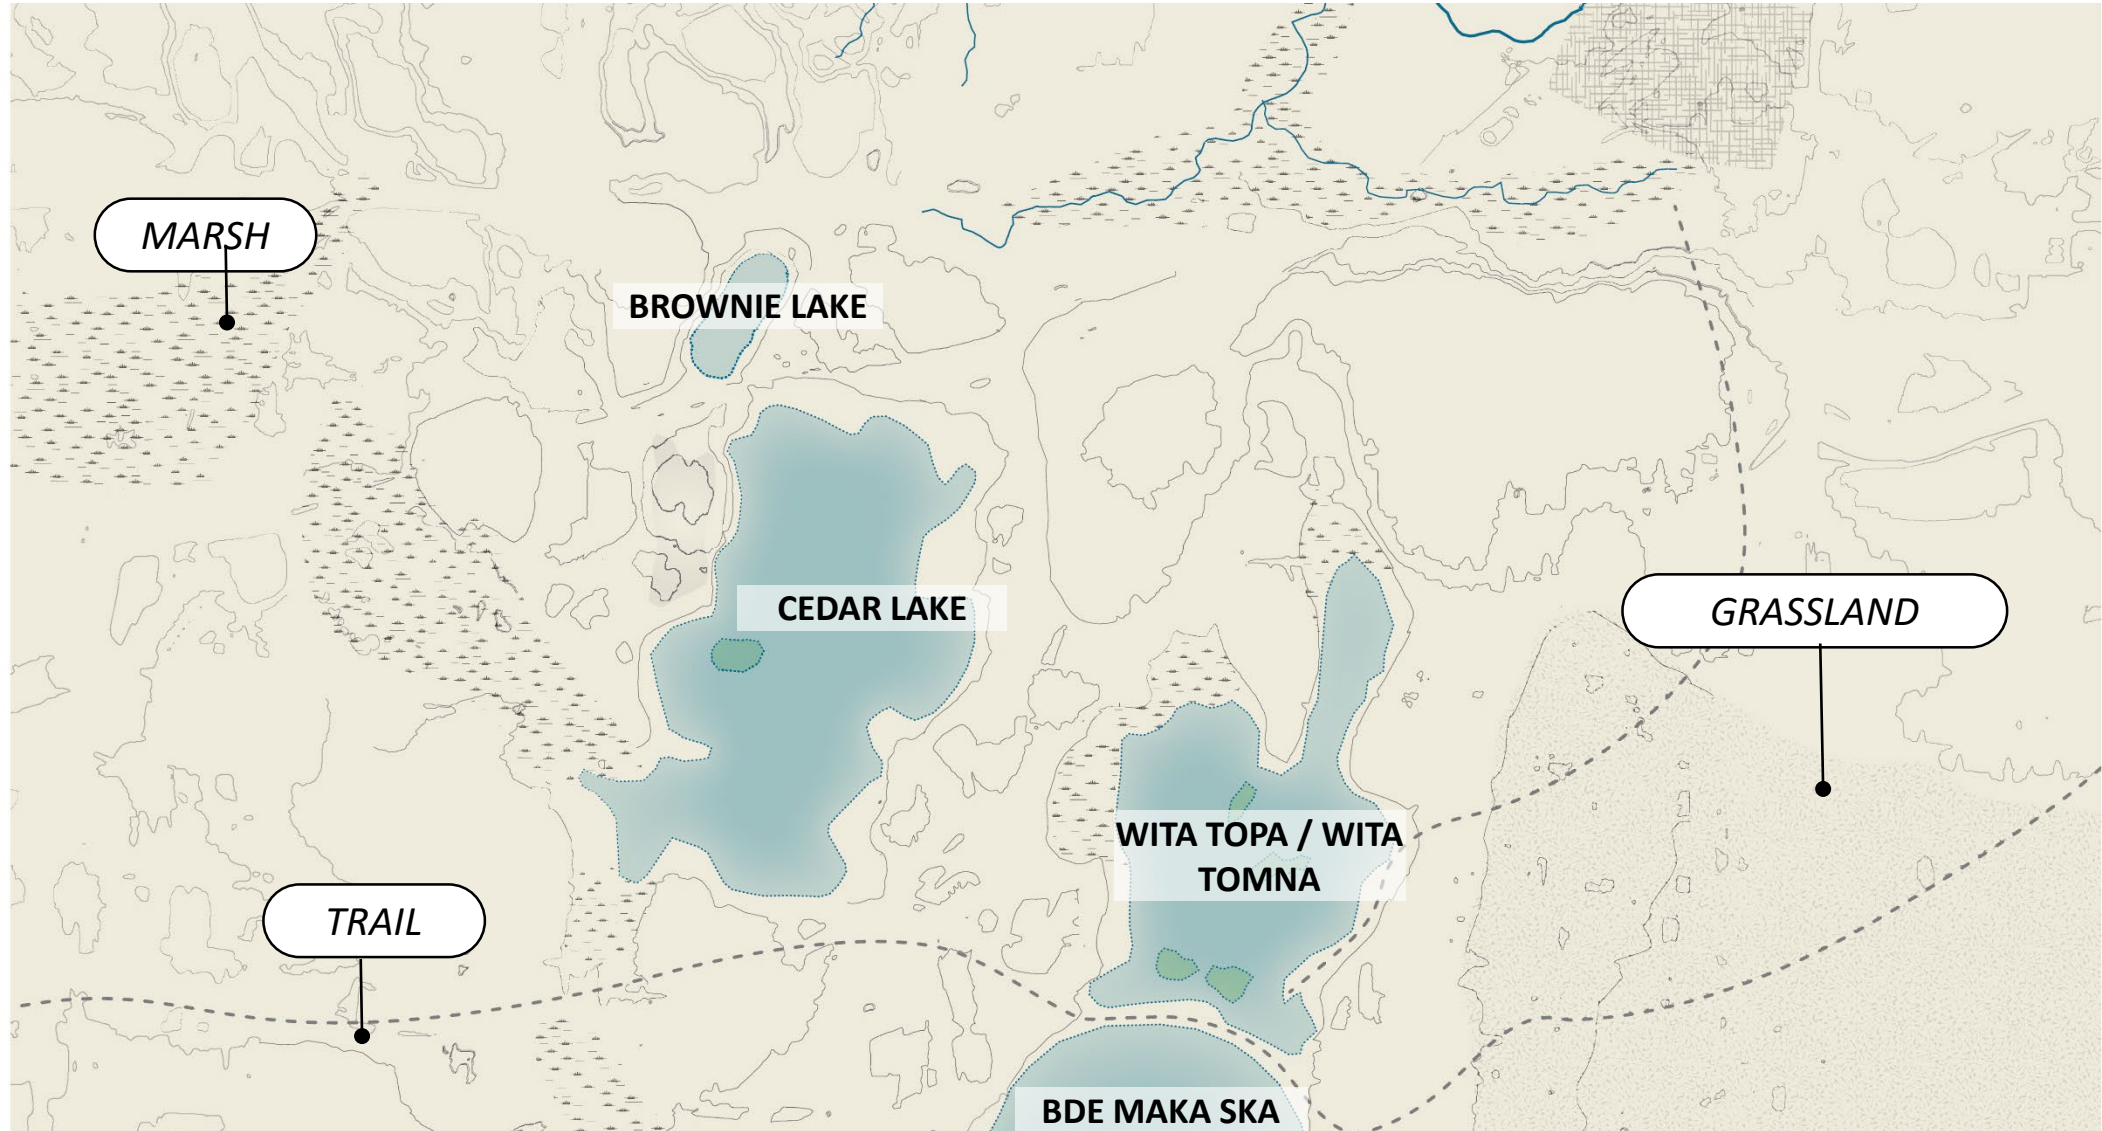 MARSH
BROWNIE LAKE
CEDAR LAKE
GRASSLAND
WITA TOPA / WITA
TOMNA
TRAIL
BDE MAKA SKA